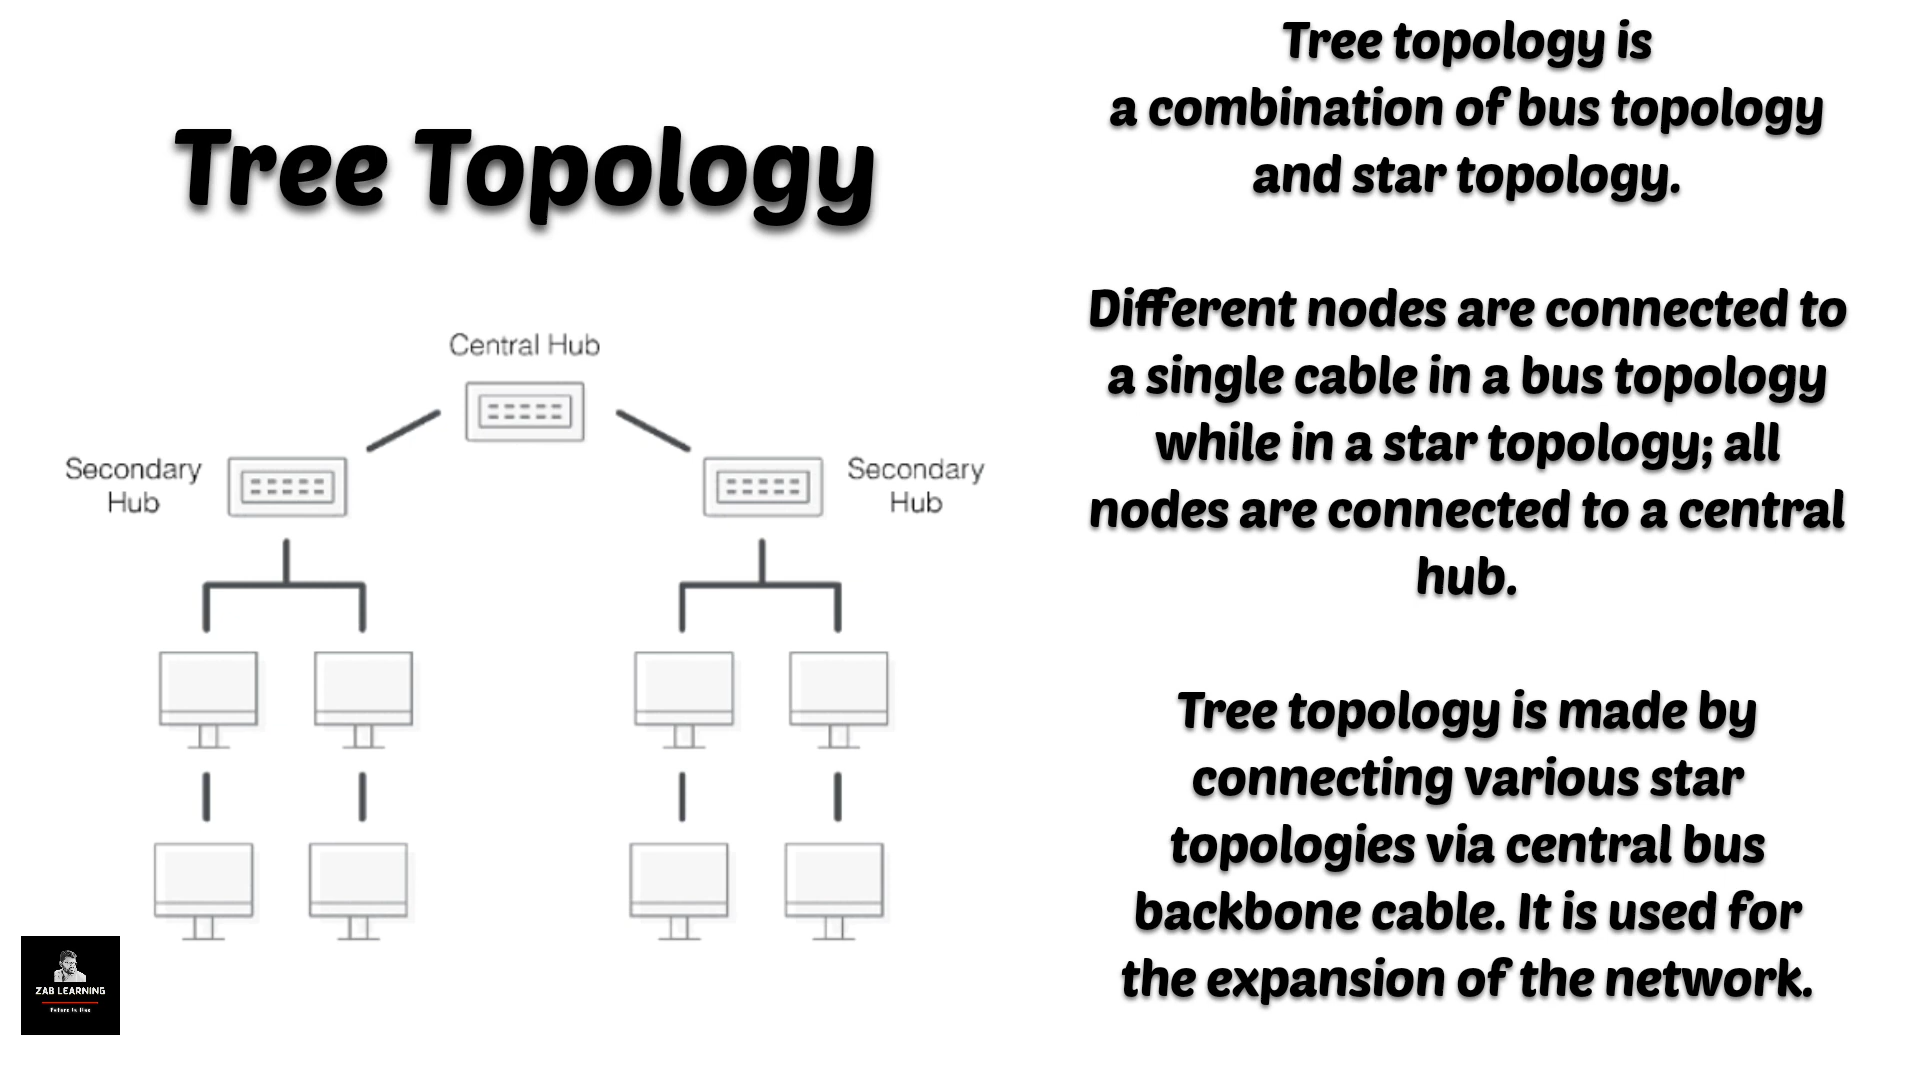 Tree Topology
Central Hub
Secondary
Hub
Secondary
Hub
Tree topology is
a combination of bus topology
and star topology.
Different nodes are connected to
a single cable in a bus topology
while in a star topology; all
nodes are connected to a central
hub.
Tree topology is made by
connecting various star
topologies via central bus
backbone cable. It is used for
the expansion of the network.
ZAB LEARNING